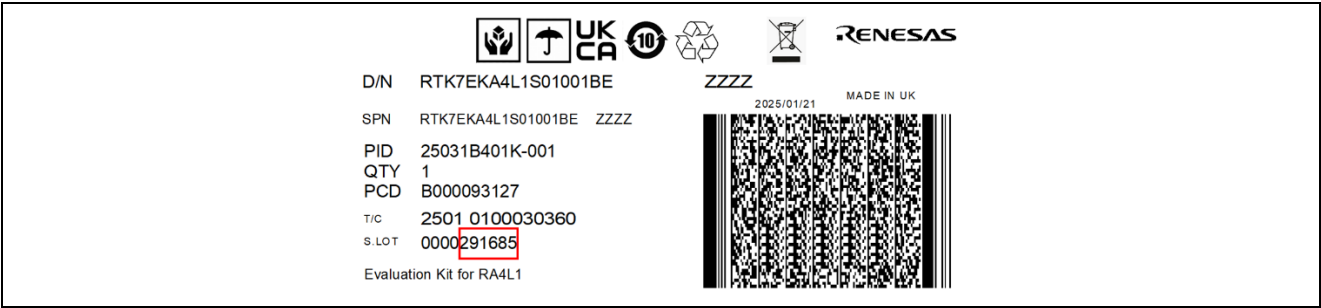 UK
CA
10
RENESAS
D/N RTK7EKA4L1S01001BE ZZZZ
2025/01/21 MADE IN UK
SPN RTK7EKA4L1S01001BE ZZZZ
PID 25031B401K-001
QTY 1
PCD B000093127
T/C 2501 0100030360
S.LOT 0000291685
Evaluation Kit for RA4L1